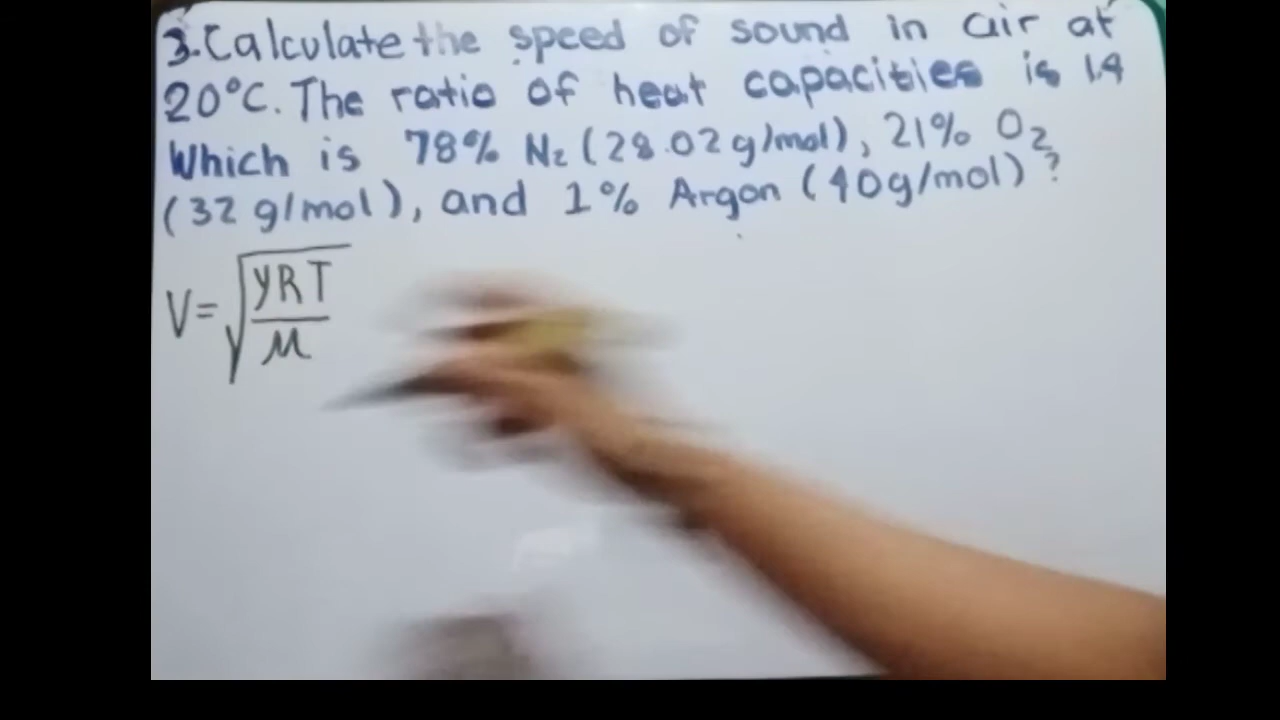 3. Calculate the speed of sound in air at
20°C. The ratio of heat capacities is 1.4
Which is 78% N₂ (28.02 g/mol), 21% O₂
(32 g/mol), and 1% Argon (40g/mol)?
V = √(γRT/M)